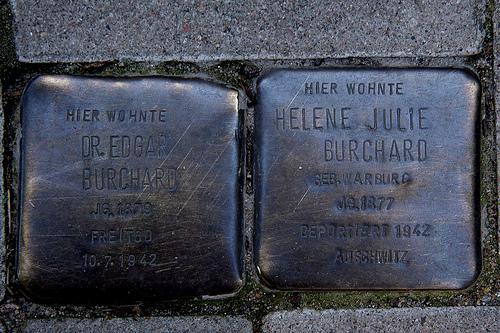 HIER WOHNTE
DR. EDGAR
BURCHARD
JG. 1879
FREITOD
10.7.1942
HIER WOHNTE
HELENE JULIE
BURCHARD
GEB. WARBURG
JG. 1877
DEPORTIERT 1942
AUSCHWITZ